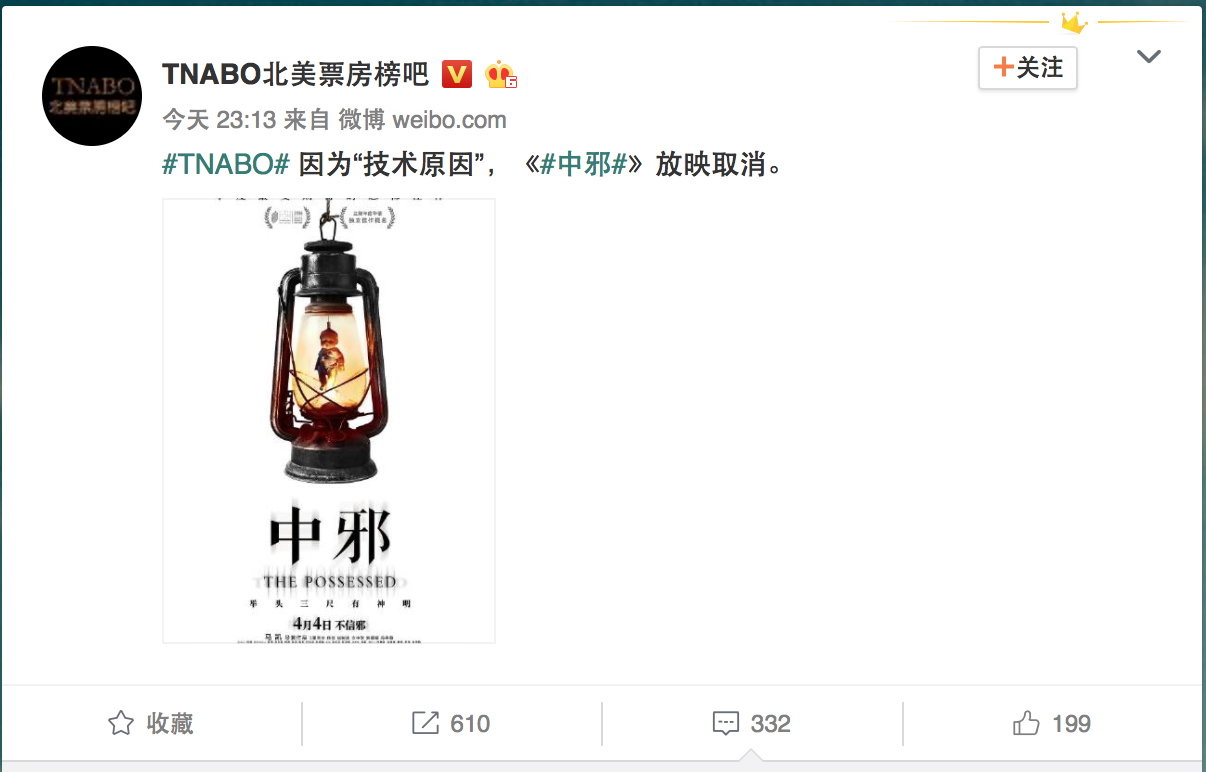 TNABO北美票房榜吧
TNABO
北美票房榜吧
V
6
+关注
今天 23:13 来自 微博 weibo.com
#TNABO# 因为“技术原因”，《#中邪#》放映取消。
中邪
THE POSSESSED
举头三尺有神明
4月4日 不信邪
收藏
610
332
199